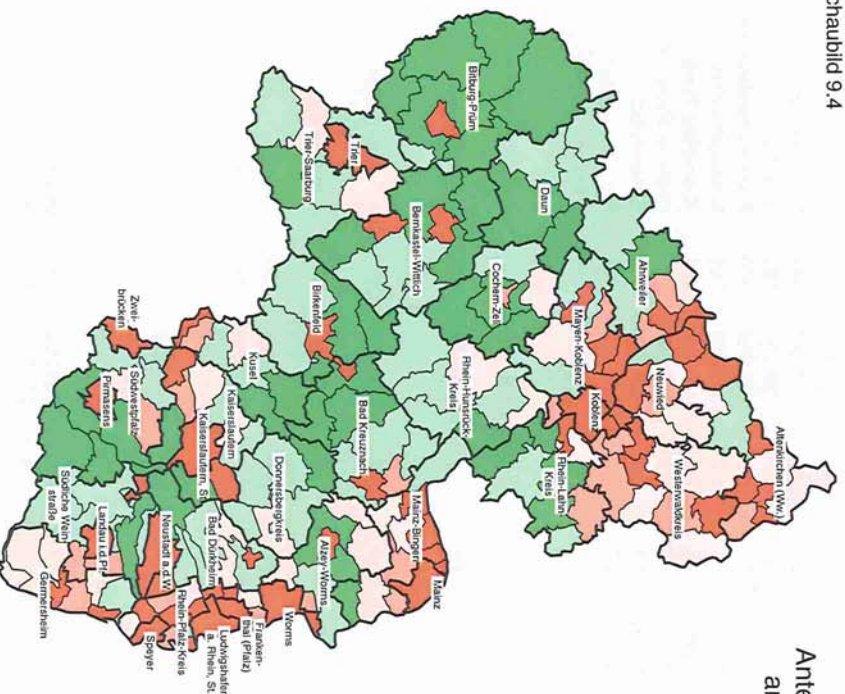 Schaubild 9.4
Altenkirchen (Ww.)
Neuwied
Westerwaldkreis
Ahrweiler
Mayen-Koblenz
Koblenz
Rhein-Lahn
Kreis
Daun
Cochem-Zell
Rhein-Hunsrück-
Kreis
Bitburg-Prüm
Bernkastel-Wittlich
Trier
Trier-Saarburg
Birkenfeld
Bad Kreuznach
Mainz-Bingen
Mainz
Alzey-Worms
Donnersbergkreis
Kusel
Kaiserslautern
Kaiserslautern, St.
Bad Dürkheim
Worms
Franken-
thal (Pfalz)
Ludwigshafen
a. Rhein, St.
Rhein-Pfalz-Kreis
Speyer
Neustadt a.d.W.
Landau i.d.Pf.
Südliche Wein-
straße
Germersheim
Zwei-
brücken
Südwestpfalz
Pirmasens